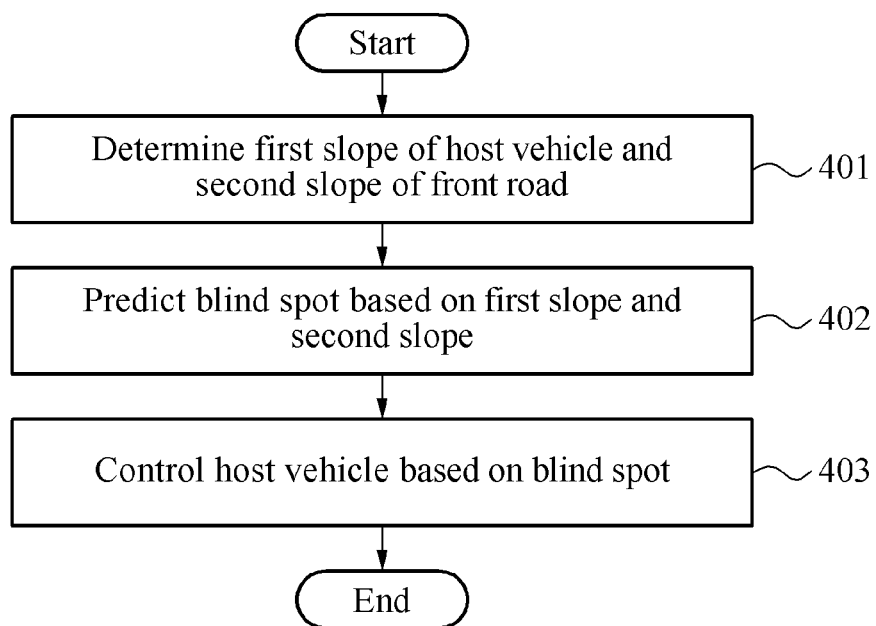 Start
Determine first slope of host vehicle and
second slope of front road
401
Predict blind spot based on first slope and
second slope
402
Control host vehicle based on blind spot
403
End